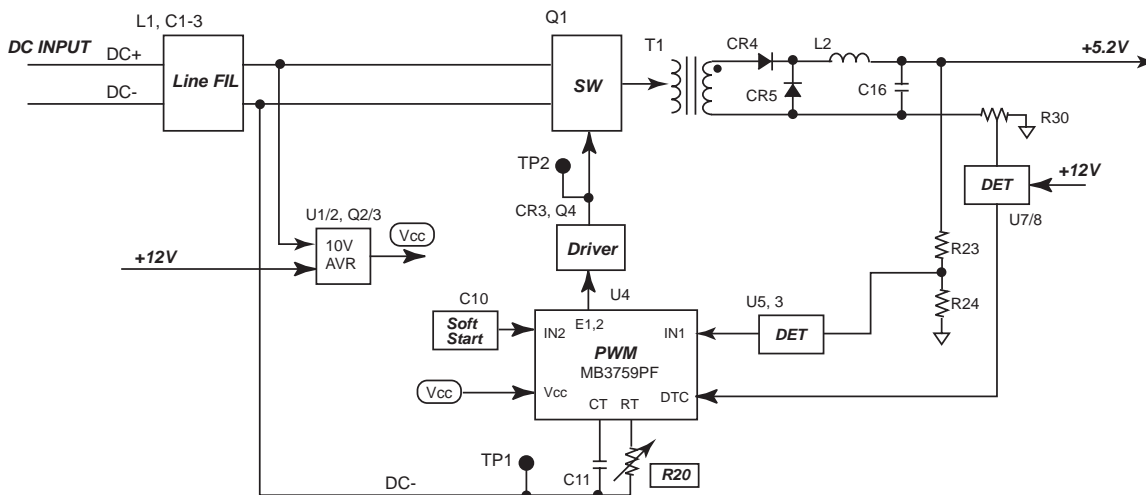 L1, C1-3
Q1
DC INPUT
DC+
DC-
Line FIL
SW
T1
CR4
CR5
L2
C16
+5.2V
R30
DET
+12V
U7/8
TP2
CR3, Q4
Driver
U1/2, Q2/3
Vcc
10V
AVR
+12V
R23
R24
U4
C10
Soft
Start
E1,2
IN2
IN1
PWM
MB3759PF
Vcc
DTC
CT
RT
U5, 3
DET
Vcc
TP1
DC-
C11
R20